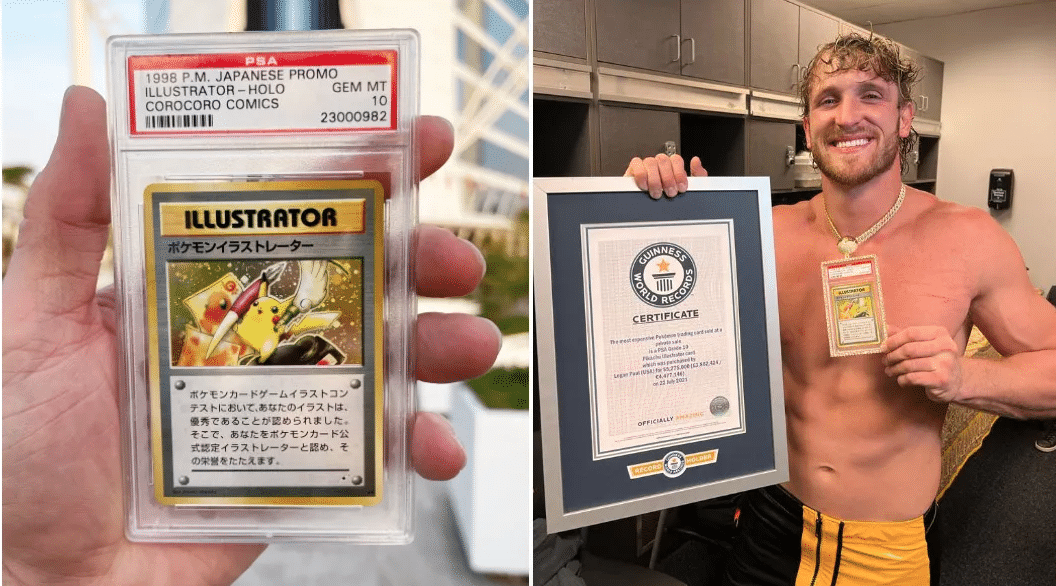 PSA
1998 P.M. JAPANESE PROMO
ILLUSTRATOR - HOLO GEM MT
COROCORO COMICS 10
23000982
ILLUSTRATOR
ポケモンイラストレーター
ポケモンカードゲームイラストコン
テストにおいて、あなたのイラストは、
優秀であることが認められました。
そこで、あなたをポケモンカード公
式認定イラストレーターと認め、そ
の栄誉をたたえます。
GUINNESS
WORLD RECORDS
CERTIFICATE
The most expensive Pokémon trading card sold at a
private sale
is a PSA Grade 10
Pikachu Illustrator card,
which was purchased by
Logan Paul (USA) for $5,275,000
on 22 July 2021
OFFICIALLY AMAZING
RECORD HOLDER
ILLUSTRATOR